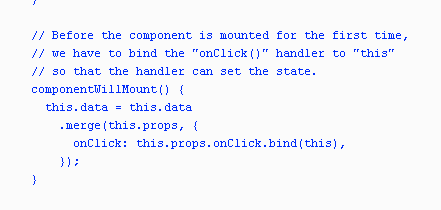 // Before the component is mounted for the first time,
// we have to bind the "onClick()" handler to "this"
// so that the handler can set the state.
componentWillMount() {
  this.data = this.data
    .merge(this.props, {
      onClick: this.props.onClick.bind(this),
    });
}